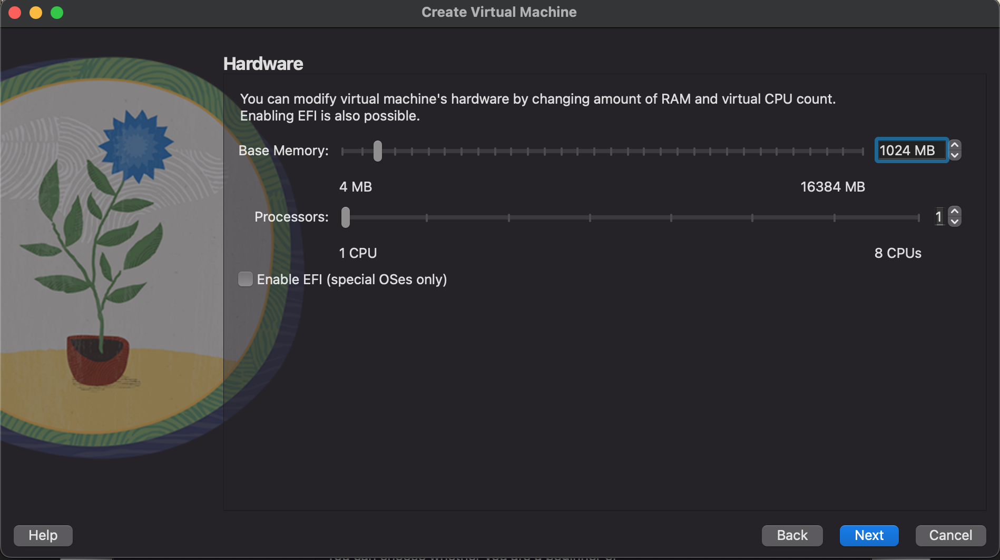 Create Virtual Machine
Hardware
You can modify virtual machine's hardware by changing amount of RAM and virtual CPU count.
Enabling EFI is also possible.
Base Memory: 1024 MB
4 MB 16384 MB
Processors: 1
1 CPU 8 CPUs
Enable EFI (special OSes only)
Help Back Next Cancel